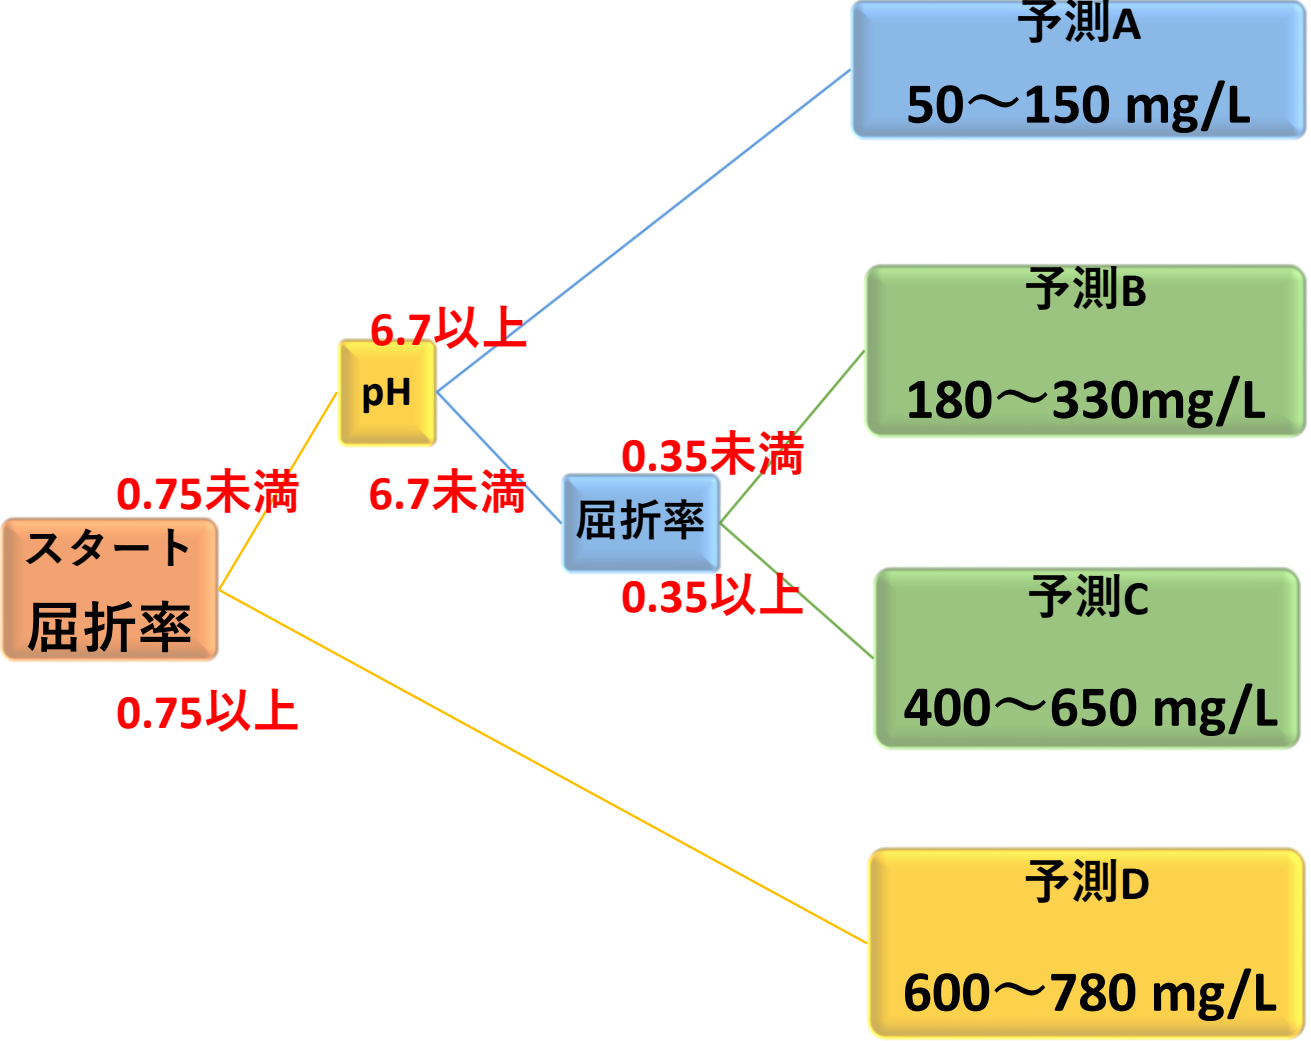 予測A
50～150 mg/L
予測B
180～330mg/L
6.7以上
pH
0.35未満
0.75未満
6.7未満
屈折率
スタート
屈折率
0.35以上
予測C
400～650 mg/L
0.75以上
予測D
600～780 mg/L